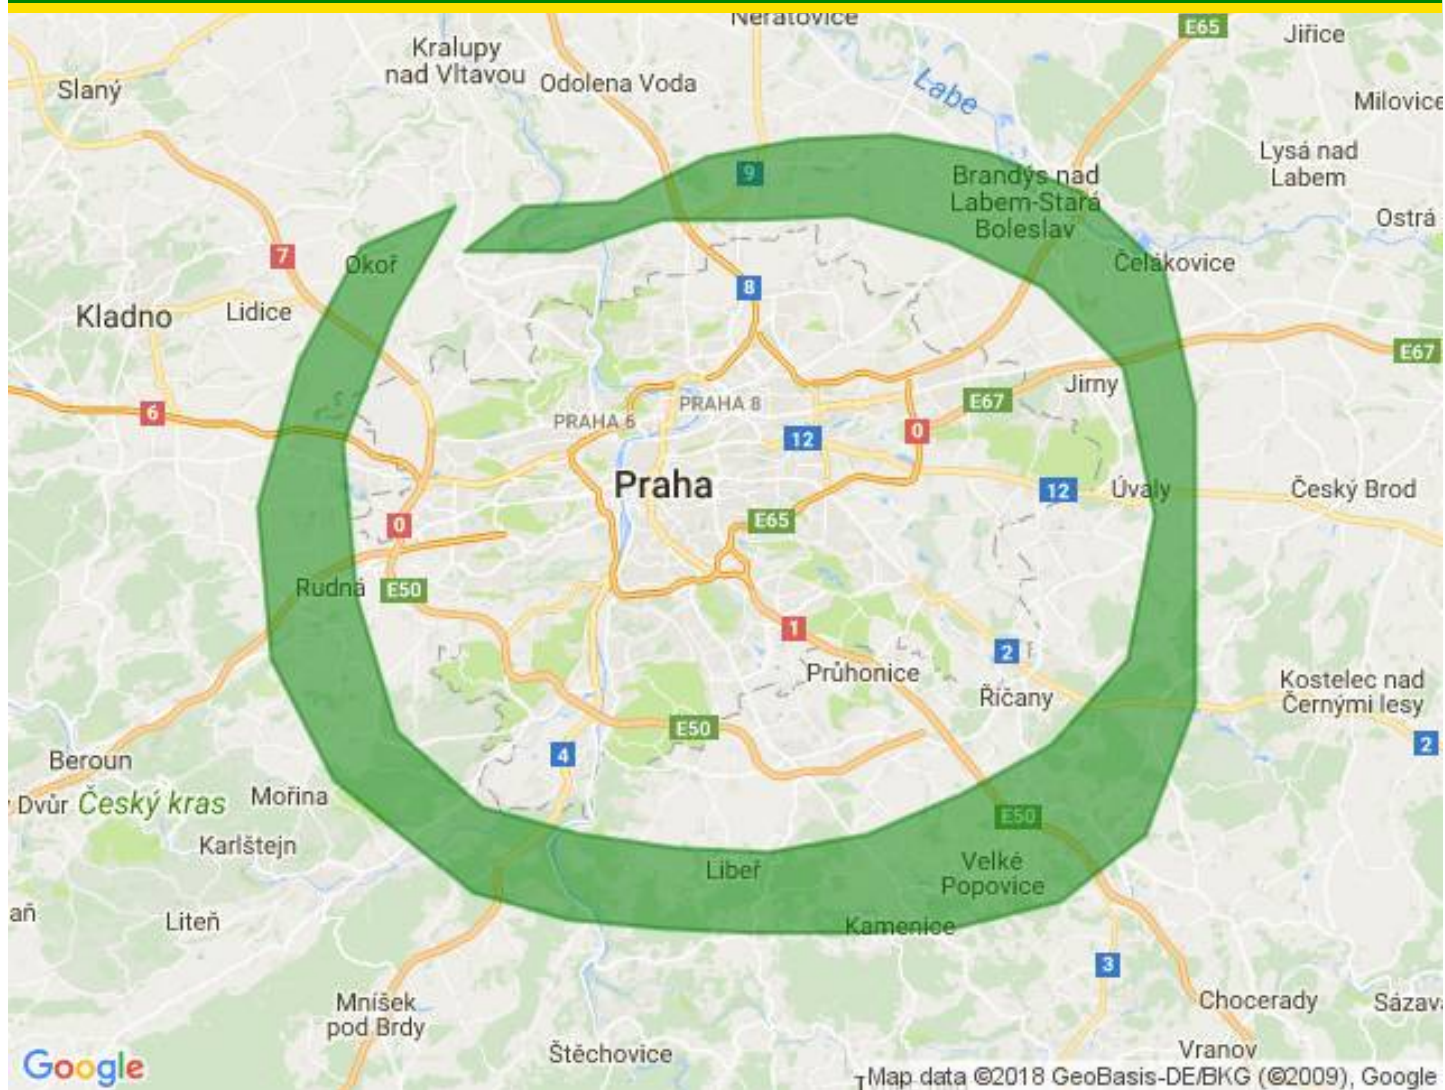 Neratovice
E65
Jiřice
Kralupy
nad Vltavou
Odolena Voda
Slaný
Labe
Milovice
Lysá nad
Labem
9
Brandýs nad
Labem-Stará
Boleslav
Ostrá
7
Okoř
Čelákovice
8
Kladno
Lidice
E67
Jirny
6
PRAHA 6
PRAHA 8
E67
12
0
Praha
12
Úvaly
Český Brod
0
E65
Rudná
E50
1
2
Průhonice
Říčany
Kostelec nad
Černými lesy
E50
4
2
Beroun
Dvůr
Český kras
Mořina
E50
Karlštejn
Libeř
Velké
Popovice
aň
Liteň
Kamenice
3
Mníšek
pod Brdy
Chocerady
Sázava
Štěchovice
Vranov
Google
Map data ©2018 GeoBasis-DE/BKG (©2009), Google